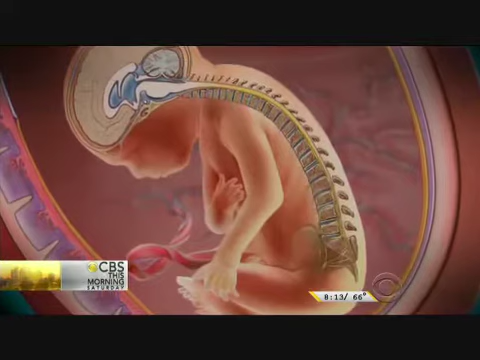 CBS
THIS
MORNING
SATURDAY
8:13/ 66°